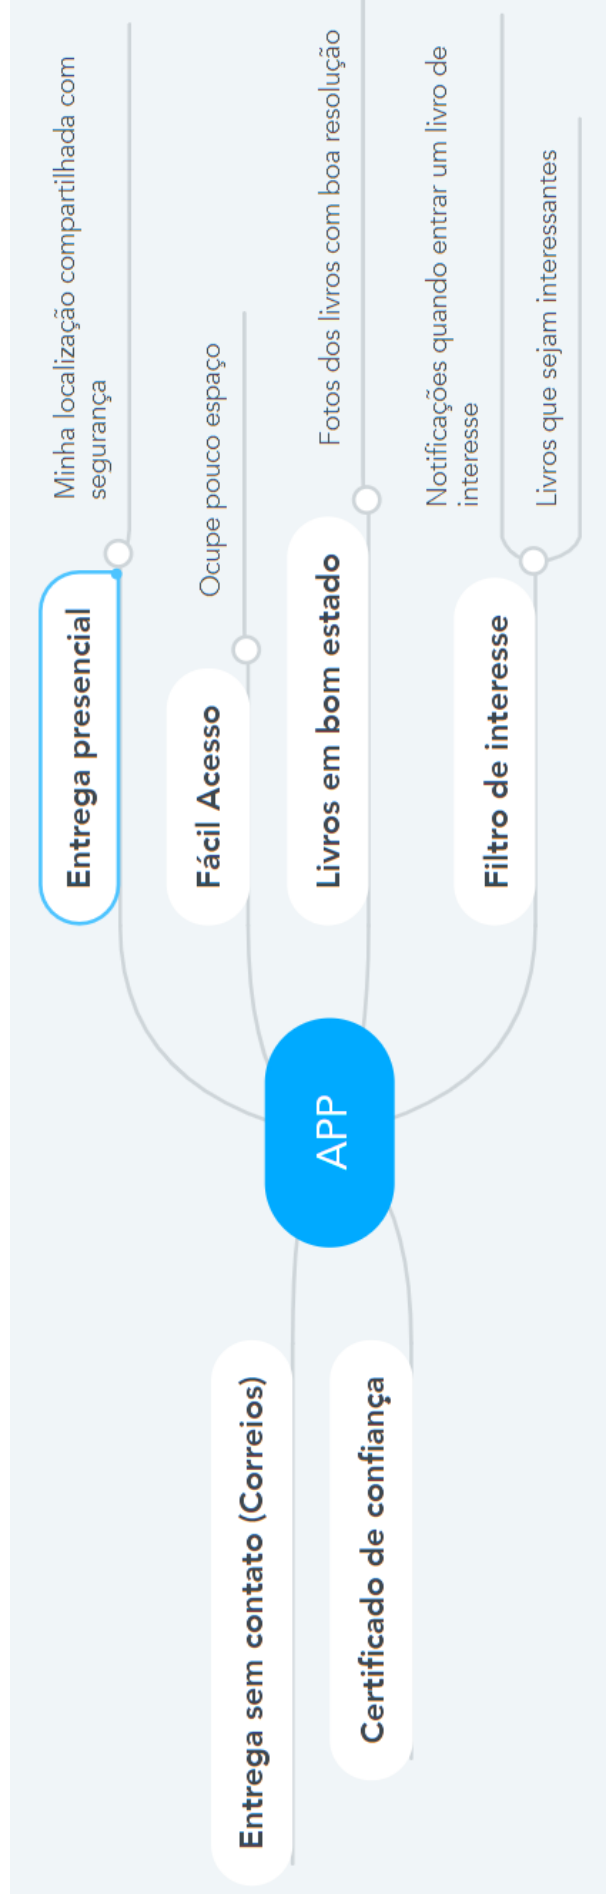 Minha localização compartilhada com
segurança
Entrega presencial
Ocupe pouco espaço
Fácil Acesso
Fotos dos livros com boa resolução
Livros em bom estado
Notificações quando entrar um livro de
interesse
Livros que sejam interessantes
Filtro de interesse
APP
Entrega sem contato (Correios)
Certificado de confiança